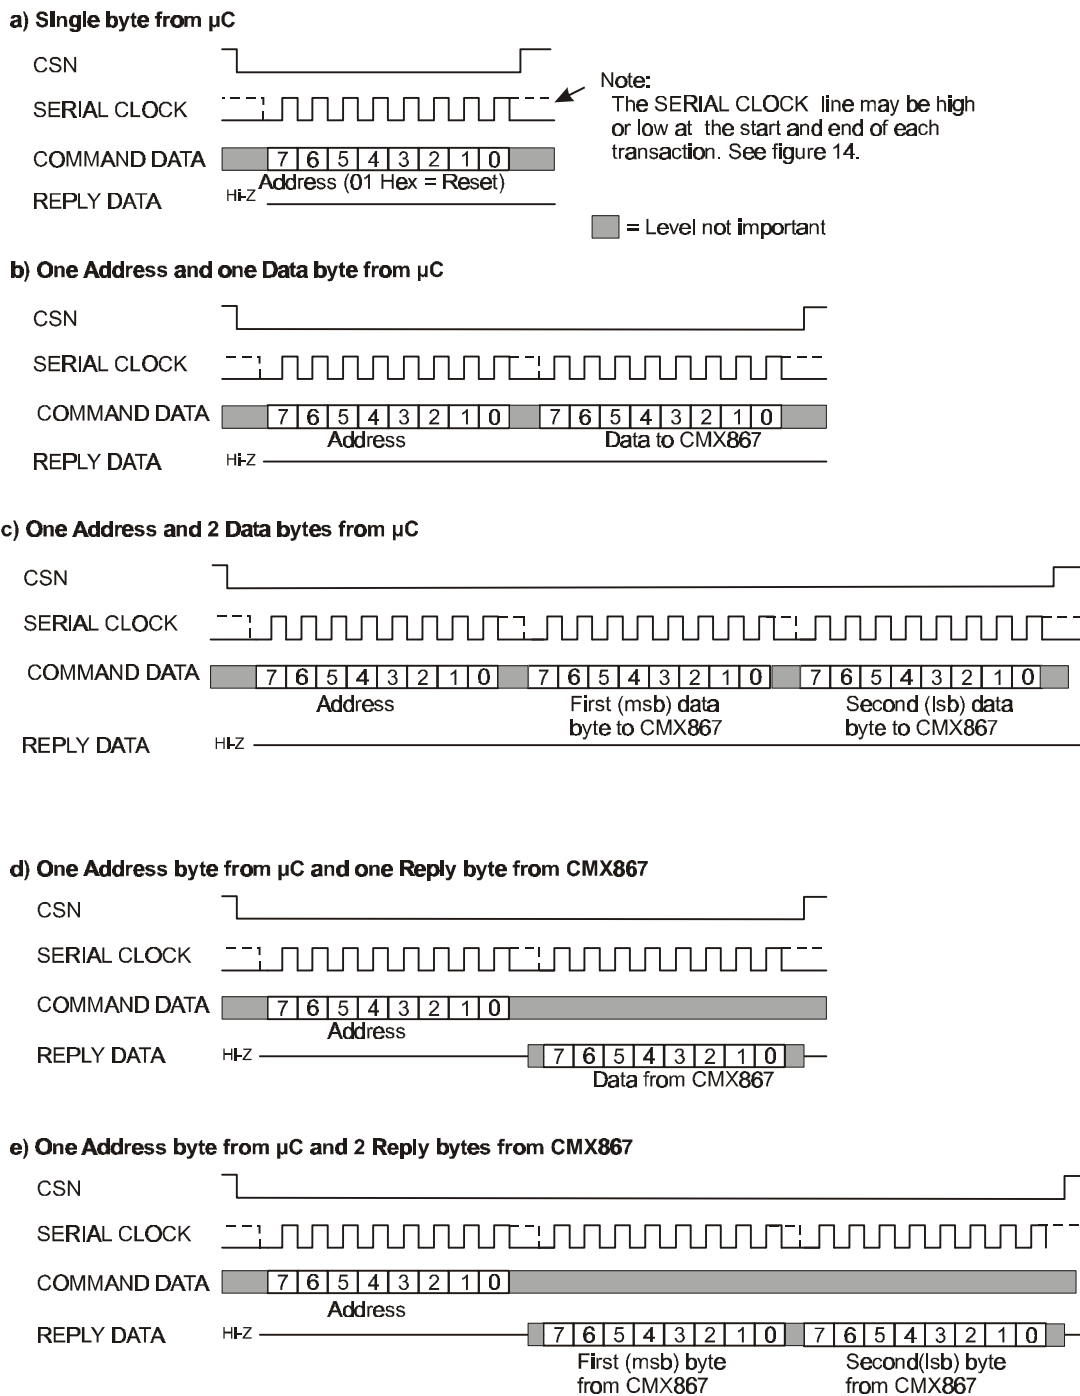 a) Single byte from µC
CSN
SERIAL CLOCK
Note:
The SERIAL CLOCK line may be high
or low at the start and end of each
transaction. See figure 14.
COMMAND DATA 7 6 5 4 3 2 1 0
Address (01 Hex = Reset)
REPLY DATA Hi-Z
= Level not important
b) One Address and one Data byte from µC
CSN
SERIAL CLOCK
COMMAND DATA 7 6 5 4 3 2 1 0 7 6 5 4 3 2 1 0
Address Data to CMX867
REPLY DATA Hi-Z
c) One Address and 2 Data bytes from µC
CSN
SERIAL CLOCK
COMMAND DATA 7 6 5 4 3 2 1 0 7 6 5 4 3 2 1 0 7 6 5 4 3 2 1 0
Address First (msb) data Second (lsb) data
byte to CMX867 byte to CMX867
REPLY DATA Hi-Z
d) One Address byte from µC and one Reply byte from CMX867
CSN
SERIAL CLOCK
COMMAND DATA 7 6 5 4 3 2 1 0
Address
REPLY DATA Hi-Z 7 6 5 4 3 2 1 0
Data from CMX867
e) One Address byte from µC and 2 Reply bytes from CMX867
CSN
SERIAL CLOCK
COMMAND DATA 7 6 5 4 3 2 1 0
Address
REPLY DATA Hi-Z 7 6 5 4 3 2 1 0 7 6 5 4 3 2 1 0
First (msb) byte Second(lsb) byte
from CMX867 from CMX867